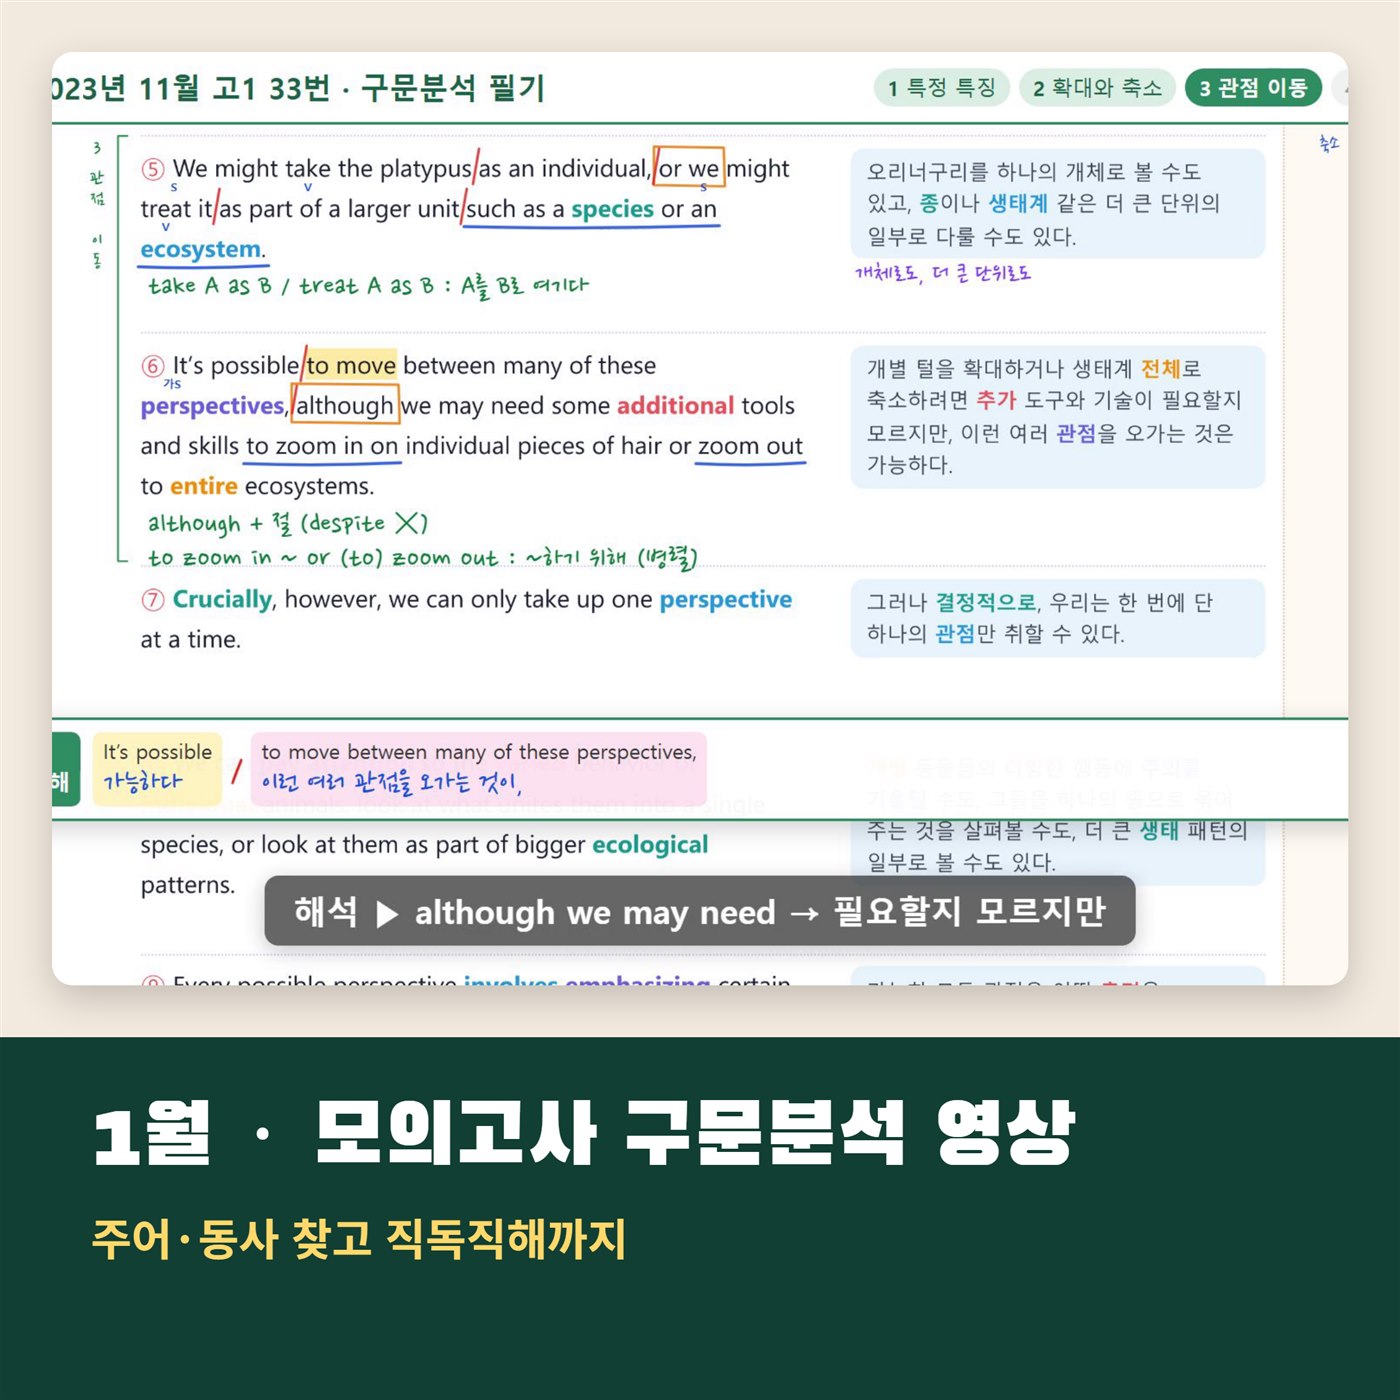 023년 11월 고1 33번 · 구문분석 필기
1 특정 특징
2 확대와 축소
3 관점 이동
3 관점 이동
축소
⑤ We might take the platypus/as an individual,/or we might
s v s
treat it/as part of a larger unit/such as a species or an
v
ecosystem.
take A as B / treat A as B : A를 B로 여기다
오리너구리를 하나의 개체로 볼 수도
있고, 종이나 생태계 같은 더 큰 단위의
일부로 다룰 수도 있다.
개체로도, 더 큰 단위로도
⑥ It's possible/to move between many of these
가s
perspectives,/although we may need some additional tools
and skills to zoom in on individual pieces of hair or zoom out
to entire ecosystems.
although + 절 (despite X)
to zoom in ~ or (to) zoom out : ~하기 위해 (병렬)
개별 털을 확대하거나 생태계 전체로
축소하려면 추가 도구와 기술이 필요할지
모르지만, 이런 여러 관점을 오가는 것은
가능하다.
⑦ Crucially, however, we can only take up one perspective
at a time.
그러나 결정적으로, 우리는 한 번에 단
하나의 관점만 취할 수 있다.
해
It's possible / to move between many of these perspectives,
가능하다 이런 여러 관점을 오가는 것이,
species, or look at them as part of bigger ecological
patterns.
주는 것을 살펴볼 수도, 더 큰 생태 패턴의
일부로 볼 수도 있다.
해석 ▶ although we may need → 필요할지 모르지만
Every possible perspective involves emphasizing certain
1월 · 모의고사 구문분석 영상
주어·동사 찾고 직독직해까지